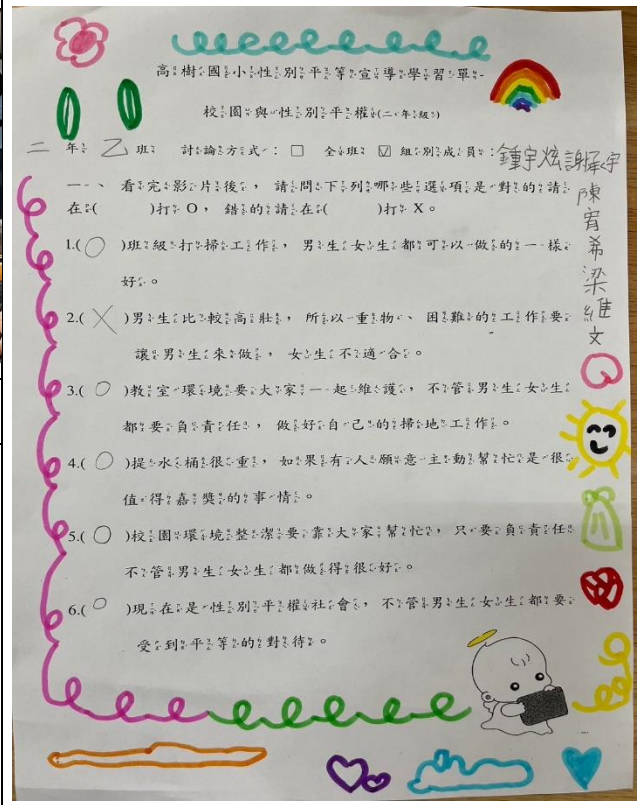 高樹國小性別平等宣導學習單-
校園與性別平權(二年級)
二年乙班 討論方式：☐ 全班 ☑ 組別成員：鍾宇炫謝承宇
陳宥希
梁維文
一、看完影片後，請問下列哪些選項是對的請
在( )打O，錯的請在( )打X。
1.(○)班級打掃工作，男生女生都可以做的一樣
好。
2.(X)男生比較高壯，所以重物、困難的工作要
讓男生來做，女生不適合。
3.(○)教室環境要大家一起維護，不管男生女生
都要負責任，做好自己的掃地工作。
4.(○)提水桶很重，如果有人願意主動幫忙是很
值得嘉獎的事情。
5.(○)校園環境整潔要靠大家幫忙，只要負責任
不管男生女生都做得很好。
6.(○)現在是性別平權社會，不管男生女生都要
受到平等的對待。